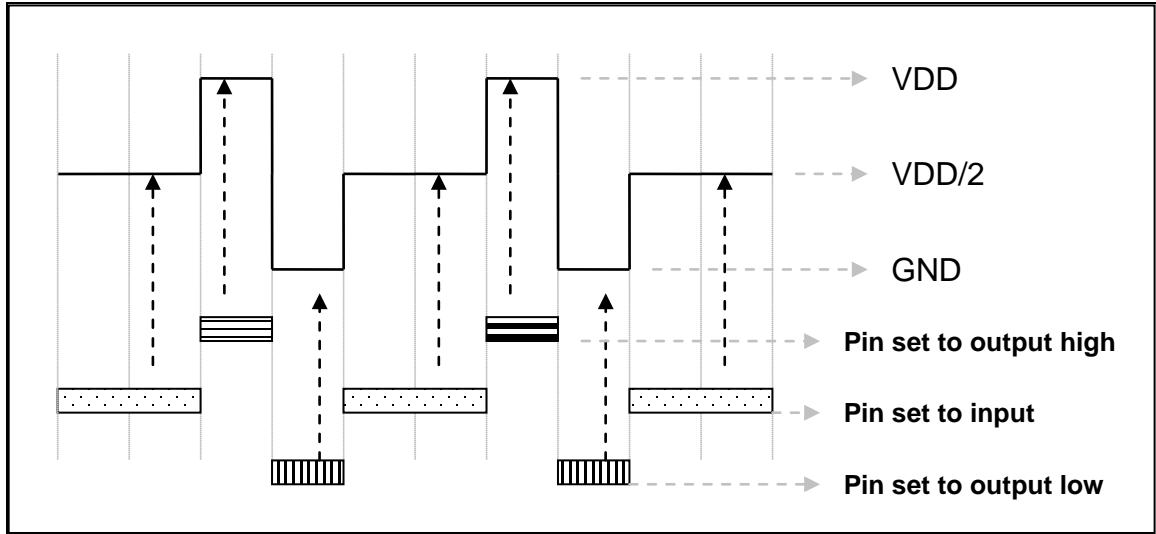 VDD
VDD/2
GND
Pin set to output high
Pin set to input
Pin set to output low